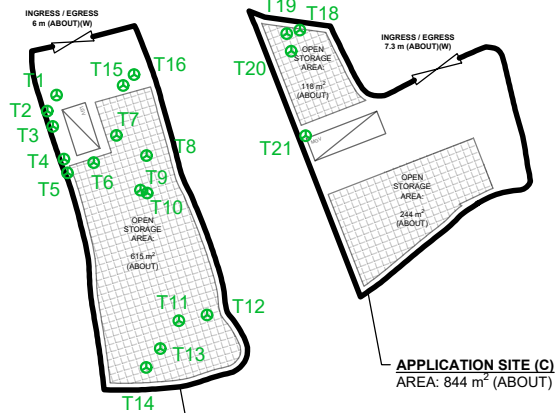 INGRESS / EGRESS
6 m (ABOUT)(W)
T1
T2
T3
T4
T5
T6
T7
T8
T9
T10
T11
T12
T13
T14
T15
T16
OPEN
STORAGE
AREA:
615 m²
(ABOUT)
T19
T18
T20
T21
OPEN
STORAGE
AREA:
118 m²
(ABOUT)
INGRESS / EGRESS
7.3 m (ABOUT)(W)
OPEN
STORAGE
AREA:
244 m²
(ABOUT)
APPLICATION SITE (C)
AREA: 844 m² (ABOUT)